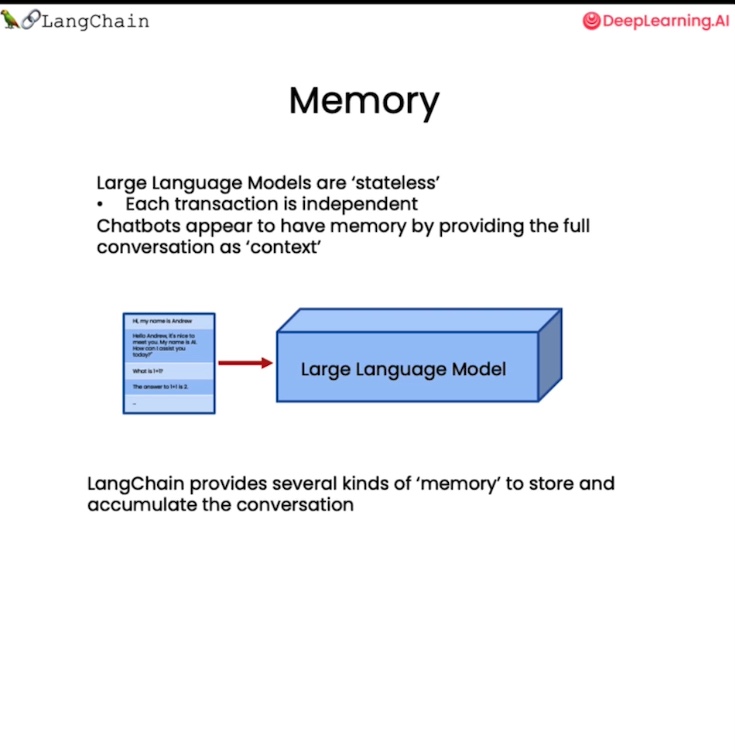 LangChain
DeepLearning.AI
Memory
Large Language Models are ‘stateless’
• Each transaction is independent
Chatbots appear to have memory by providing the full
conversation as ‘context’
Hi, my name is Andrew
Hello Andrew, it's nice to
meet you. My name is AI.
How can I assist you
today?"
What is 1+1?
The answer to 1+1 is 2.
..
Large Language Model
LangChain provides several kinds of ‘memory’ to store and
accumulate the conversation